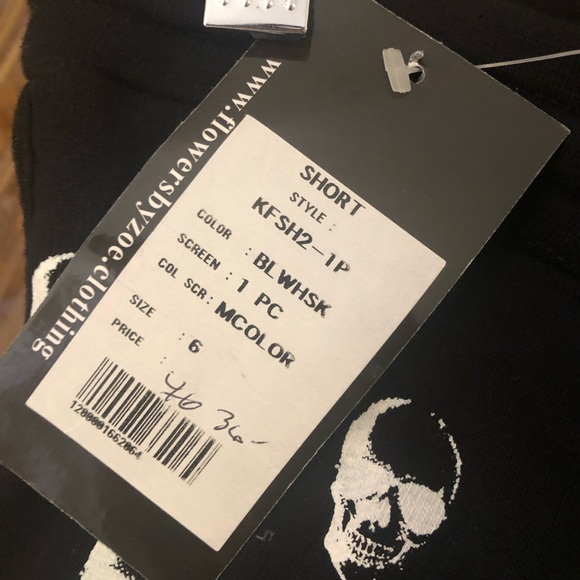 www.flowersbyzoe.clothing
SHORT
STYLE :
KFSH2-1P
COLOR : BLWHSK
SCREEN : 1 PC
COL SCR: MCOLOR
SIZE : 6
PRICE :
40 36-
1200001662064